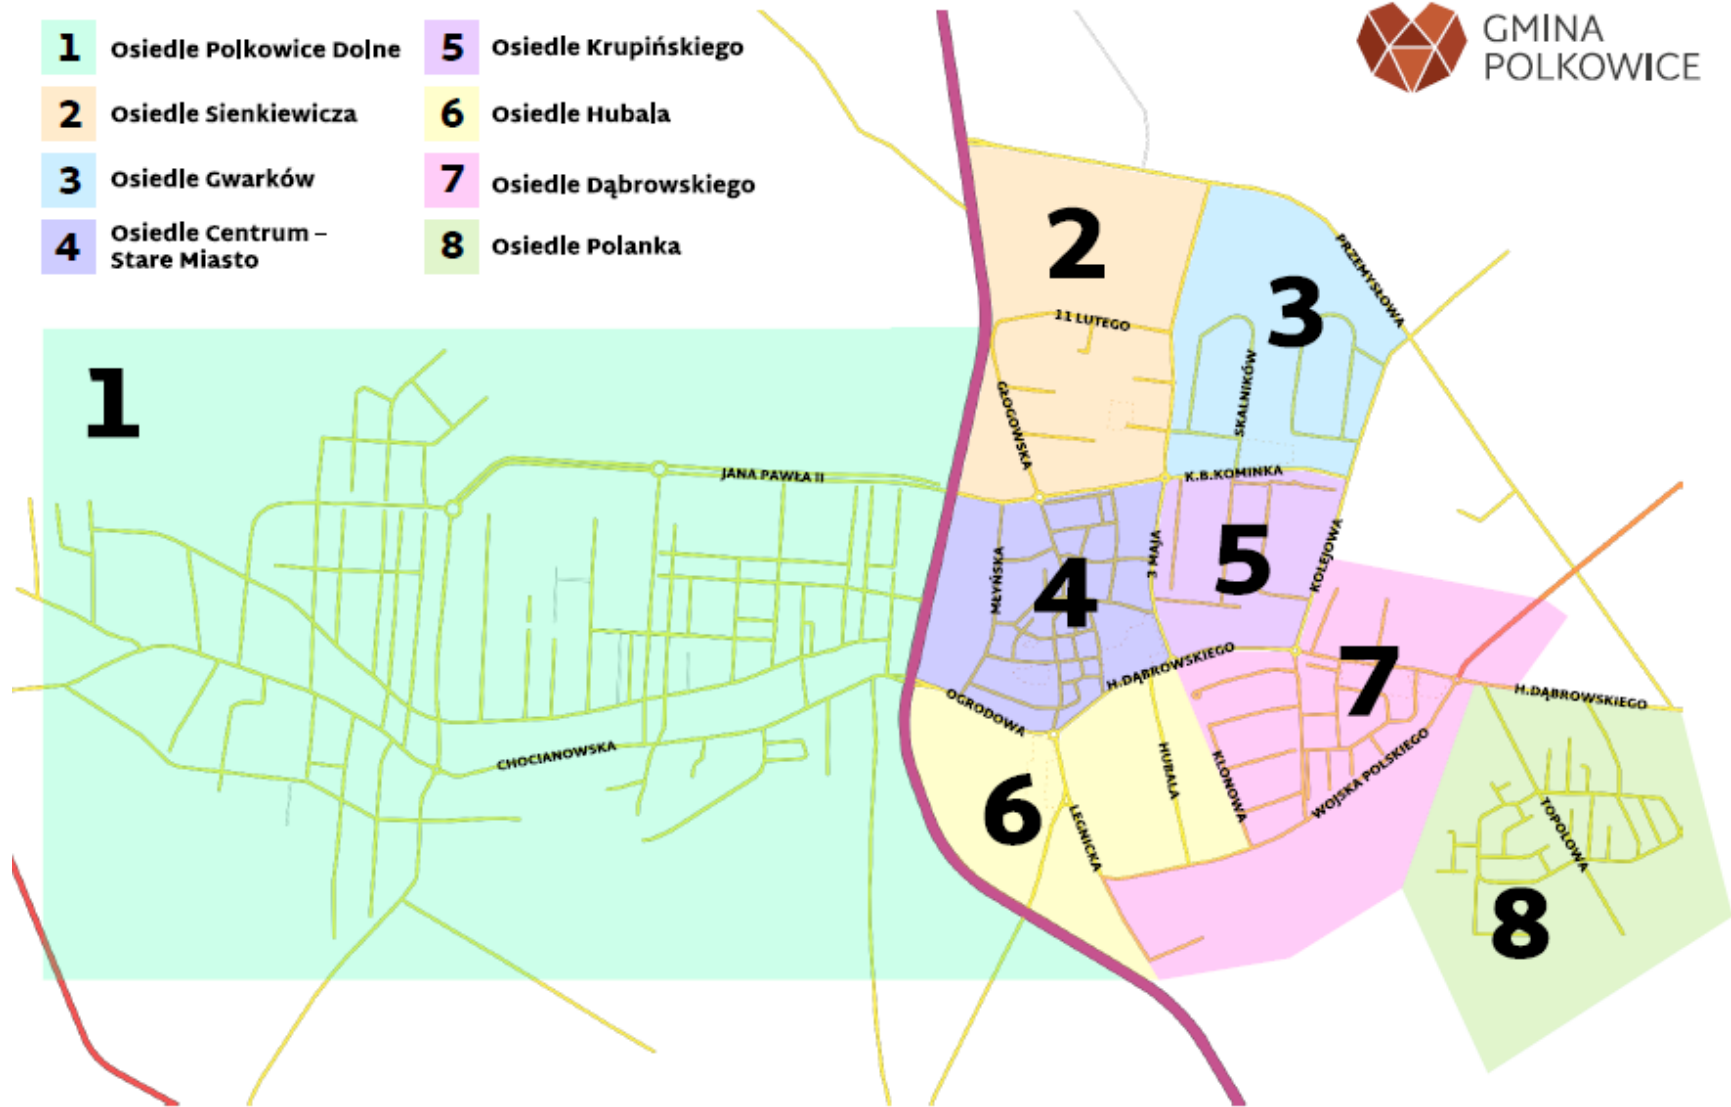 1 Osiedle Polkowice Dolne
2 Osiedle Sienkiewicza
3 Osiedle Gwarków
4 Osiedle Centrum –
Stare Miasto
5 Osiedle Krupińskiego
6 Osiedle Hubala
7 Osiedle Dąbrowskiego
8 Osiedle Polanka
GMINA
POLKOWICE
2
3
PRZEMYSŁOWA
11 LUTEGO
1
SKALNIKÓW
GŁOGOWSKA
JANA PAWŁA II
K.B.KOMINKA
5
KOLEJOWA
3 MAJA
MŁYŃSKA
4
7
H.DĄBROWSKIEGO
H.DĄBROWSKIEGO
OGRODOWA
CHOCIANOWSKA
HUBALA
KLONOWA
WOJSKA POLSKIEGO
6
LEGNICKA
TOPOLOWA
8